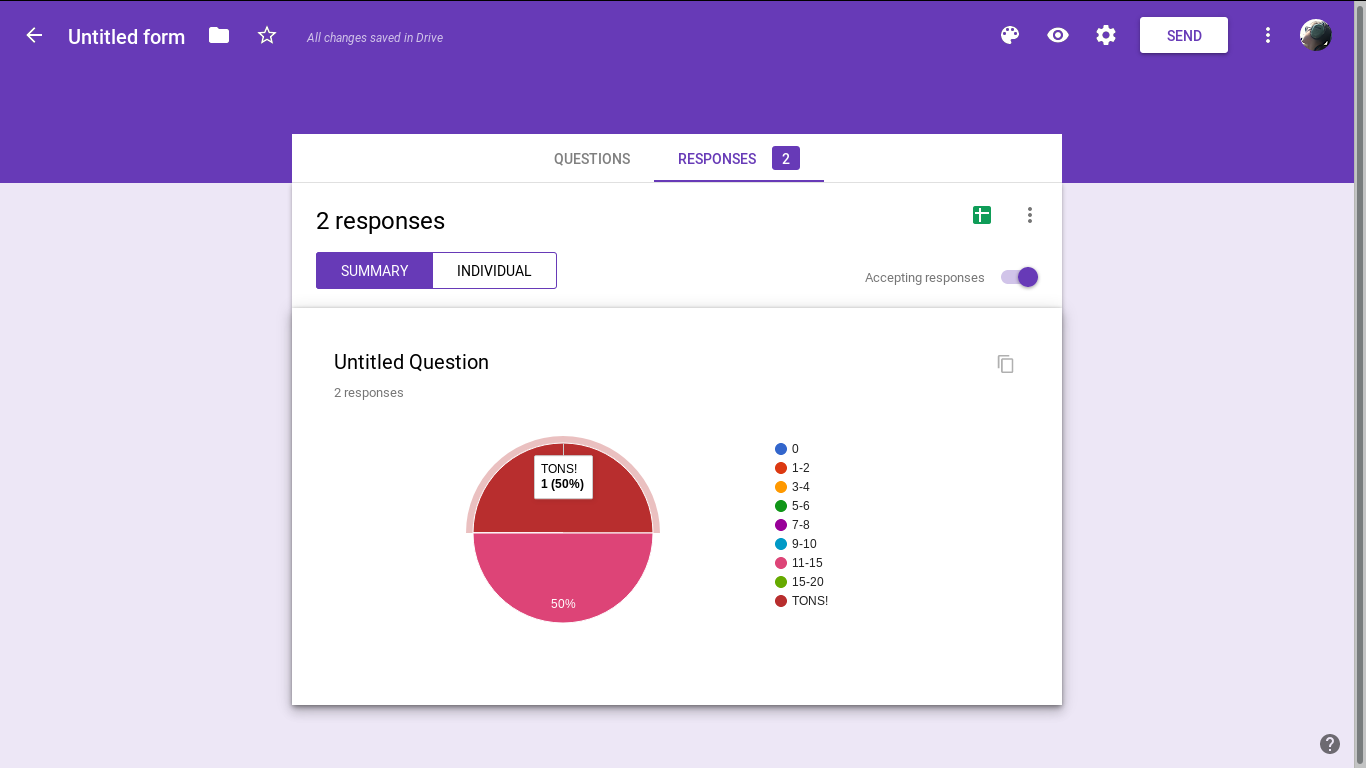 Untitled form
All changes saved in Drive
SEND
QUESTIONS
RESPONSES 2
2 responses
SUMMARY
INDIVIDUAL
Accepting responses
Untitled Question
2 responses
TONS!
1 (50%)
50%
0
1-2
3-4
5-6
7-8
9-10
11-15
15-20
TONS!
?